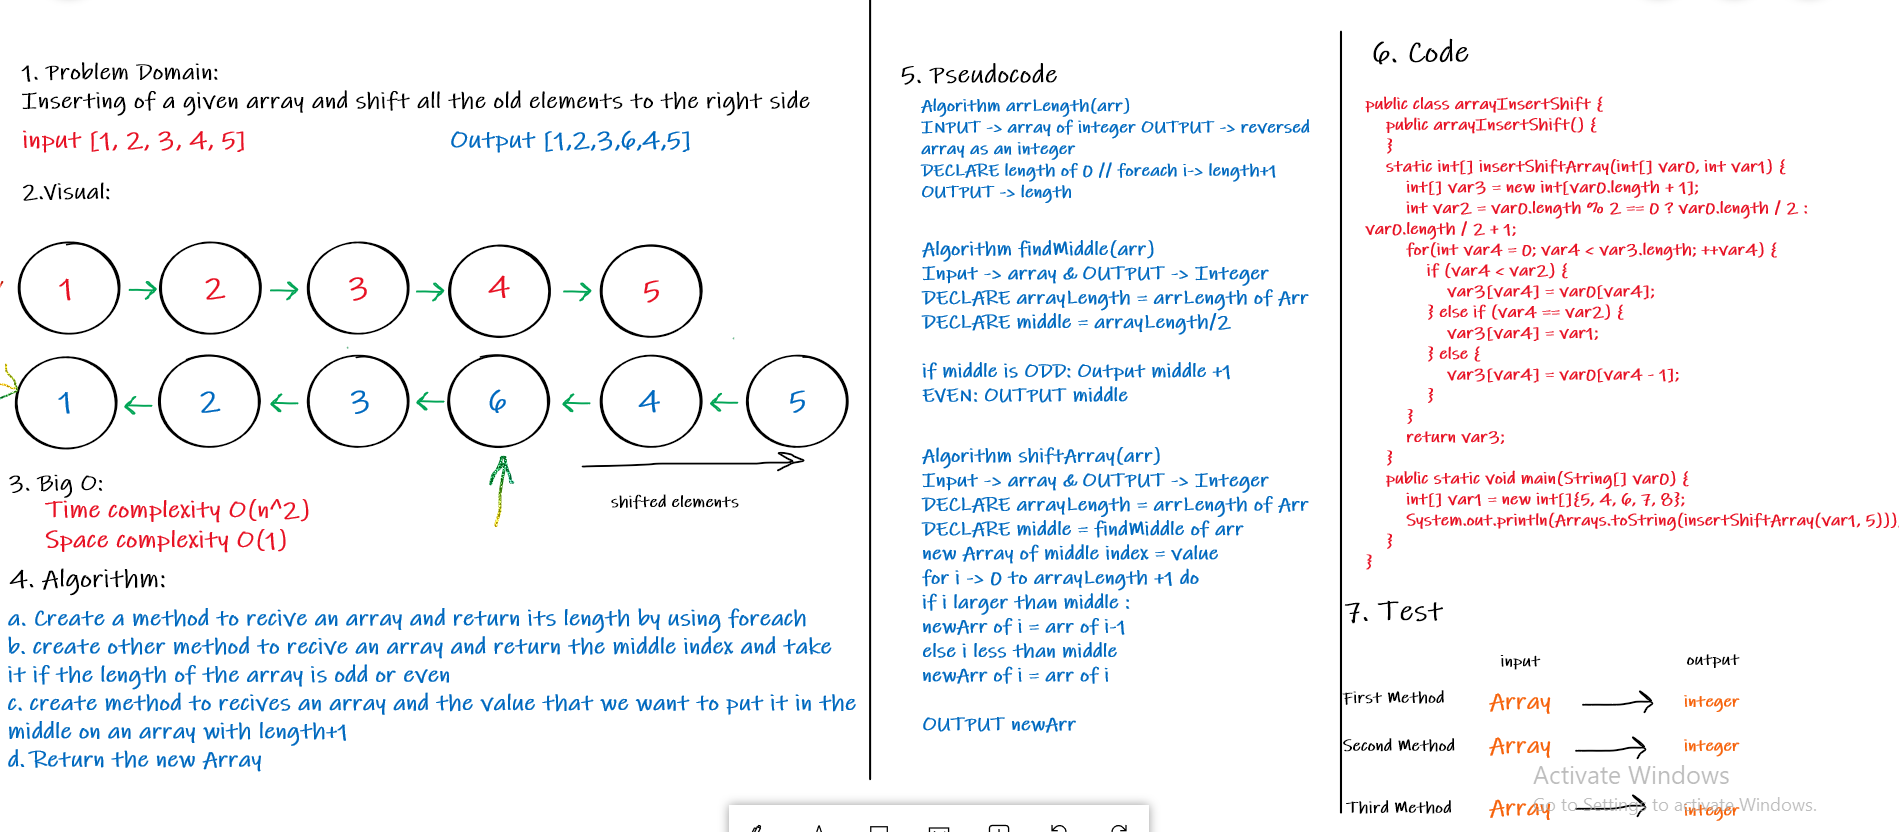 1. Problem Domain:
Inserting of a given array and shift all the old elements to the right side
input [1, 2, 3, 4, 5]
Output [1,2,3,6,4,5]
2.Visual:
1
2
3
4
5
1
2
3
6
4
5
shifted elements
3. Big O:
Time complexity O(n^2)
Space complexity O(1)
4. Algorithm:
a. Create a method to recive an array and return its length by using foreach
b. create other method to recive an array and return the middle index and take
it if the length of the array is odd or even
c. create method to recives an array and the value that we want to put it in the
middle on an array with length+1
d. Return the new Array
5. Pseudocode
Algorithm arrLength(arr)
INPUT -> array of integer OUTPUT -> reversed
array as an integer
DECLARE length of 0 // foreach i-> length+1
OUTPUT -> length
Algorithm findMiddle(arr)
Input -> array & OUTPUT -> Integer
DECLARE arrayLength = arrLength of Arr
DECLARE middle = arrayLength/2
if middle is ODD: Output middle +1
EVEN: OUTPUT middle
Algorithm shiftArray(arr)
Input -> array & OUTPUT -> Integer
DECLARE arrayLength = arrLength of Arr
DECLARE middle = findMiddle of arr
new Array of middle index = value
for i -> 0 to arrayLength +1 do
if i larger than middle :
newArr of i = arr of i-1
else i less than middle
newArr of i = arr of i
OUTPUT newArr
6. Code
public class arrayInsertShift {
public arrayInsertShift() {
}
static int[] insertShiftArray(int[] var0, int var1) {
int[] var3 = new int[var0.length + 1];
int var2 = var0.length % 2 == 0 ? var0.length / 2 :
var0.length / 2 + 1;
for(int var4 = 0; var4 < var3.length; ++var4) {
if (var4 < var2) {
var3[var4] = var0[var4];
} else if (var4 == var2) {
var3[var4] = var1;
} else {
var3[var4] = var0[var4 - 1];
}
}
return var3;
}
public static void main(String[] var0) {
int[] var1 = new int[]{5, 4, 6, 7, 8};
System.out.println(Arrays.toString(insertShiftArray(var1, 5)));
}
}
7. Test
input output
First Method Array integer
Second Method Array integer
Activate Windows
Third Method Array integer
Go to Settings to activate Windows.